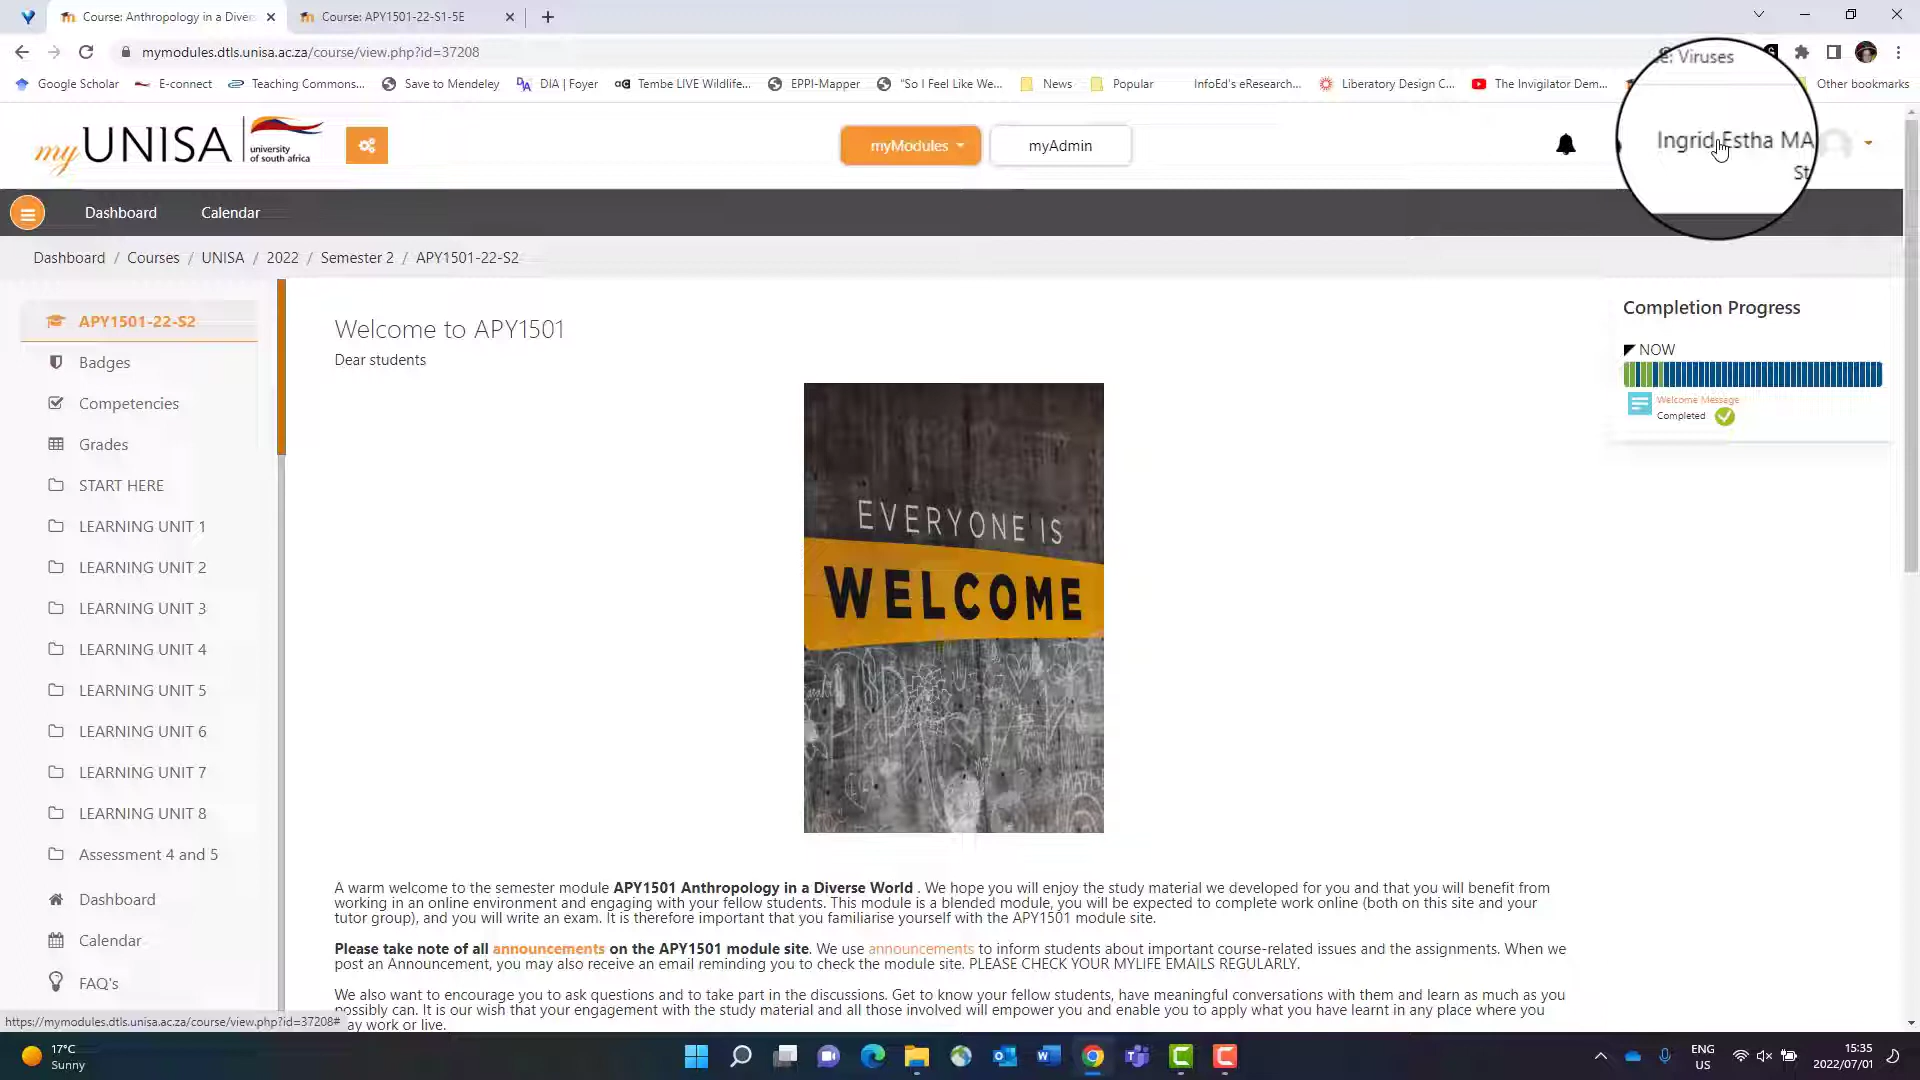 Course: Anthropology in a Dive
Course: APY1501-22-S1-5E
mymodules.dtls.unisa.ac.za/course/view.php?id=37208
Viruses
Google Scholar
E-connect
Teaching Commons...
Save to Mendeley
DIA | Foyer
Tembe LIVE Wildlife...
EPPI-Mapper
"So I Feel Like We...
News
Popular
InfoEd's eResearch...
Liberatory Design C...
The Invigilator Dem...
Other bookmarks
my UNISA
university
of south africa
myModules
myAdmin
Ingrid Estha MA
St
Dashboard
Calendar
Dashboard / Courses / UNISA / 2022 / Semester 2 / APY1501-22-S2
APY1501-22-S2
Badges
Competencies
Grades
START HERE
LEARNING UNIT 1
LEARNING UNIT 2
LEARNING UNIT 3
LEARNING UNIT 4
LEARNING UNIT 5
LEARNING UNIT 6
LEARNING UNIT 7
LEARNING UNIT 8
Assessment 4 and 5
Dashboard
Calendar
FAQ's
Welcome to APY1501
Dear students
EVERYONE IS
WELCOME
A warm welcome to the semester module APY1501 Anthropology in a Diverse World . We hope you will enjoy the study material we developed for you and that you will benefit from
working in an online environment and engaging with your fellow students. This module is a blended module, you will be expected to complete work online (both on this site and your
tutor group), and you will write an exam. It is therefore important that you familiarise yourself with the APY1501 module site.
Please take note of all announcements on the APY1501 module site. We use announcements to inform students about important course-related issues and the assignments. When we
post an Announcement, you may also receive an email reminding you to check the module site. PLEASE CHECK YOUR MYLIFE EMAILS REGULARLY.
We also want to encourage you to ask questions and to take part in the discussions. Get to know your fellow students, have meaningful conversations with them and learn as much as you
possibly can. It is our wish that your engagement with the study material and all those involved will empower you and enable you to apply what you have learnt in any place where you
may work or live.
Completion Progress
NOW
Welcome Message
Completed
https://mymodules.dtls.unisa.ac.za/course/view.php?id=37208#
17°C
Sunny
ENG
US
15:35
2022/07/01